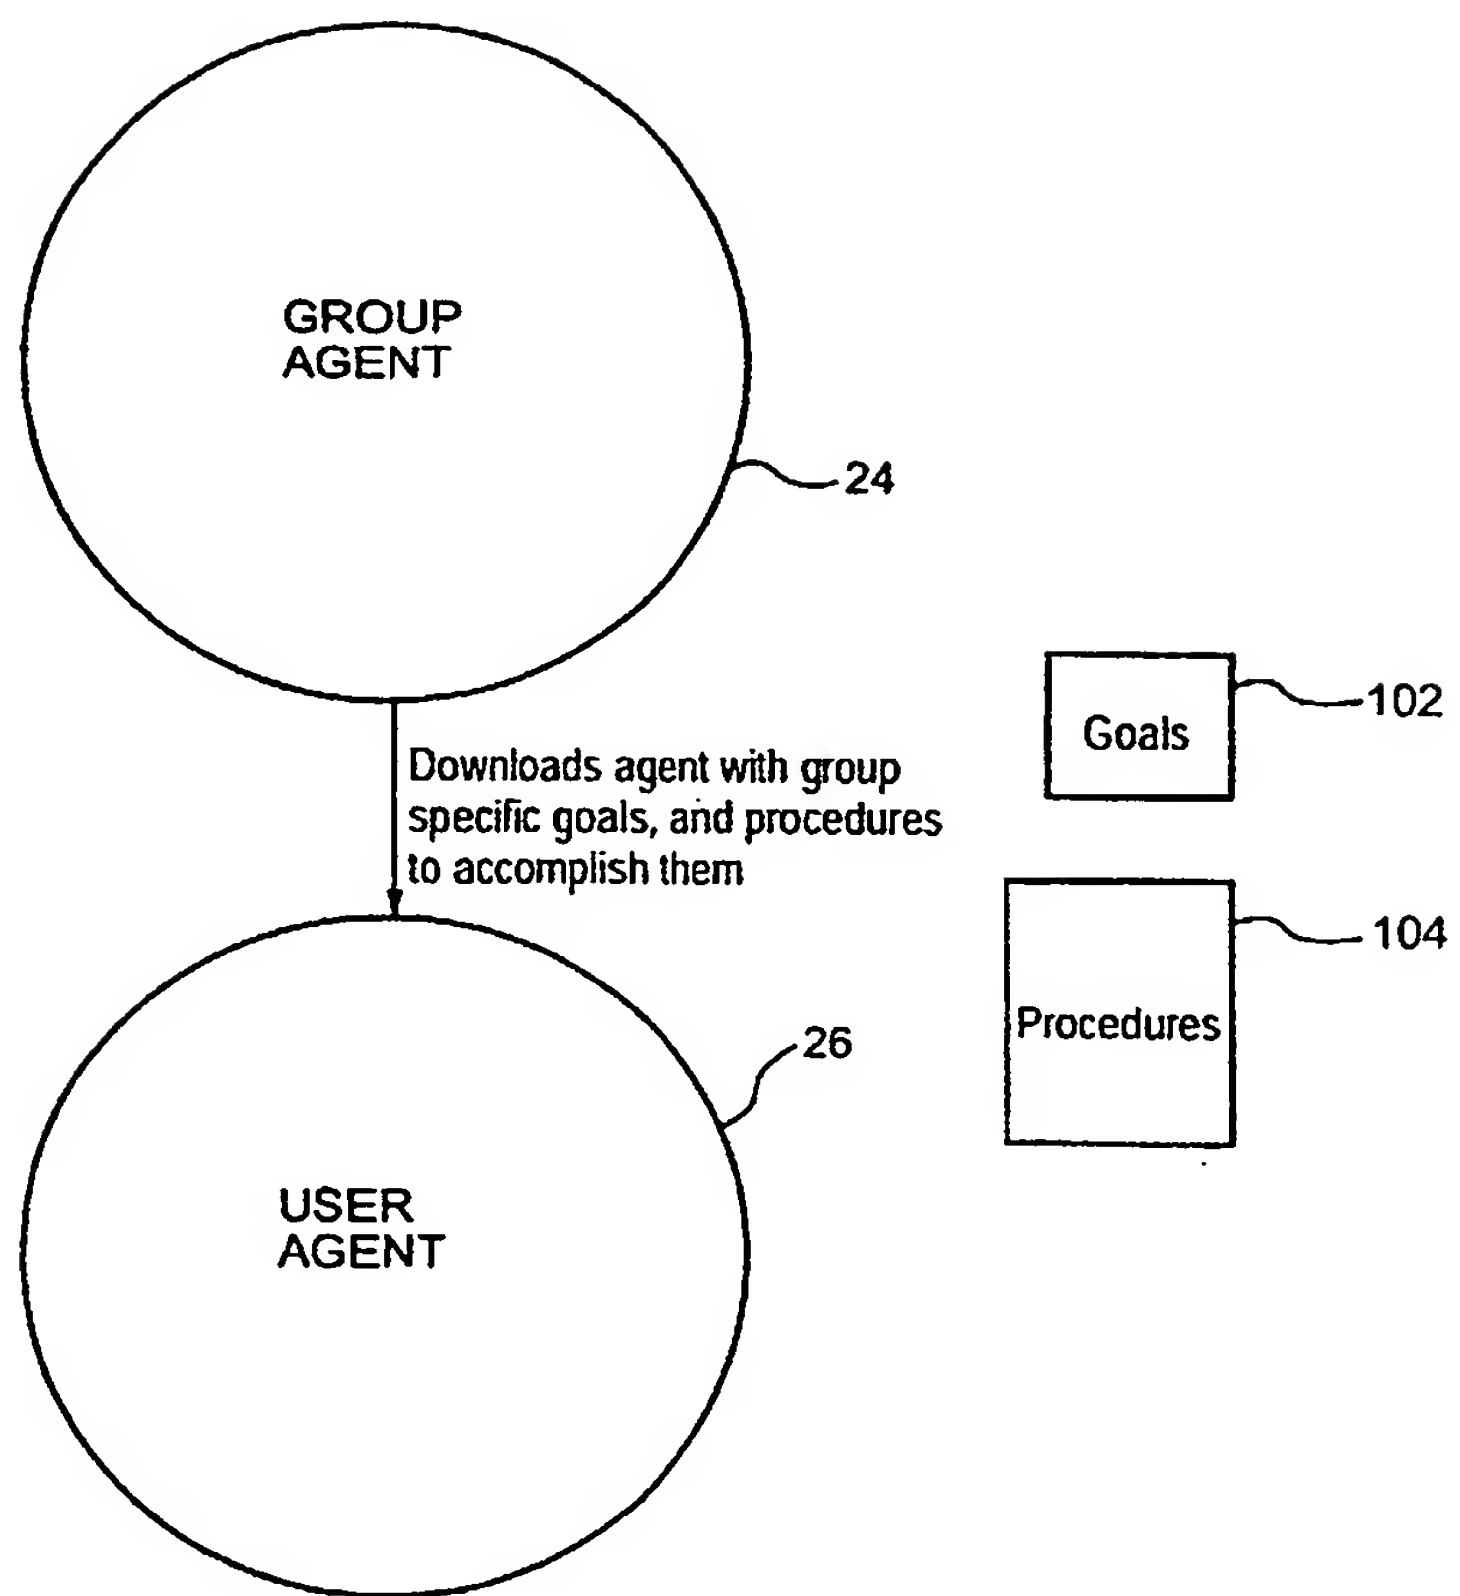 GROUP
AGENT
24
102
Goals
Downloads agent with group
specific goals, and procedures
to accomplish them
104
Procedures
26
USER
AGENT